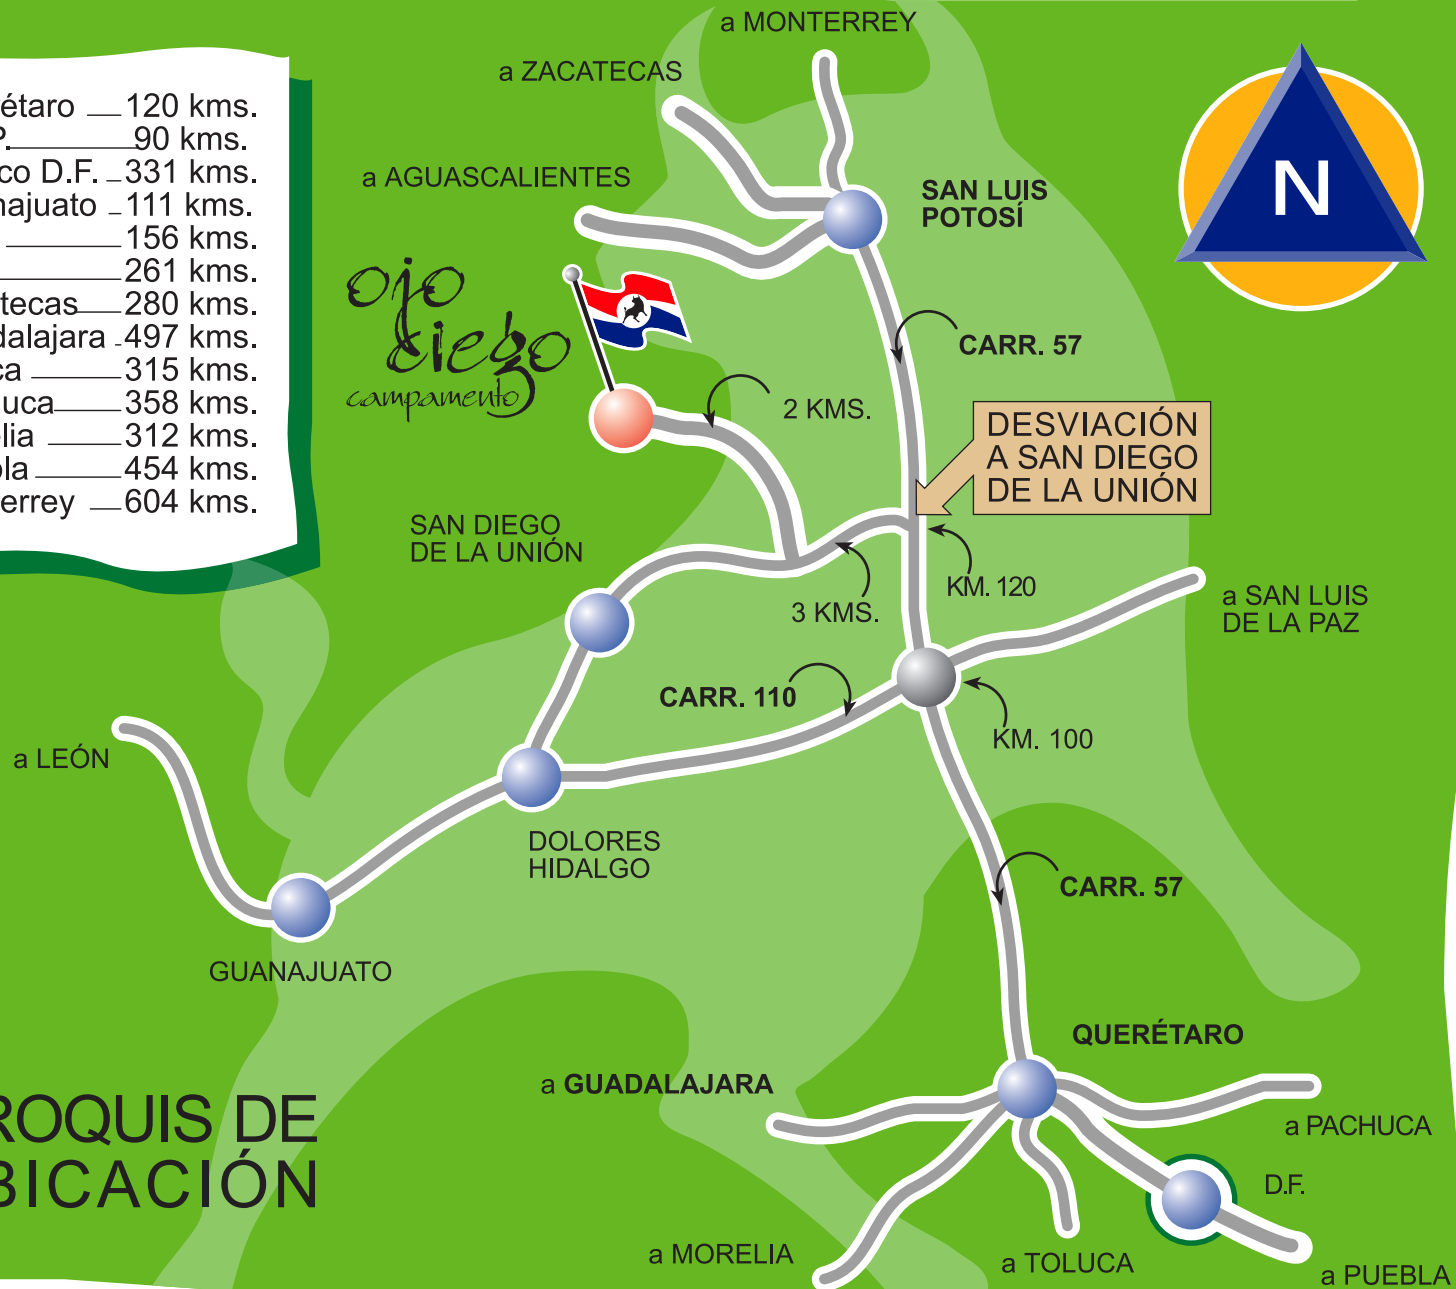 a MONTERREY
a ZACATECAS
a AGUASCALIENTES
SAN LUIS
POTOSÍ
N
étaro 120 kms.
P. 90 kms.
co D.F. 331 kms.
najuato 111 kms.
156 kms.
261 kms.
tecas 280 kms.
dalajara 497 kms.
ca 315 kms.
uca 358 kms.
elia 312 kms.
ola 454 kms.
errey 604 kms.
ojo
diego
campamento
CARR. 57
2 KMS.
DESVIACIÓN
A SAN DIEGO
DE LA UNIÓN
SAN DIEGO
DE LA UNIÓN
KM. 120
3 KMS.
a SAN LUIS
DE LA PAZ
CARR. 110
KM. 100
a LEÓN
DOLORES
HIDALGO
CARR. 57
GUANAJUATO
QUERÉTARO
a GUADALAJARA
a PACHUCA
ROQUIS DE
BICACIÓN
D.F.
a MORELIA
a TOLUCA
a PUEBLA